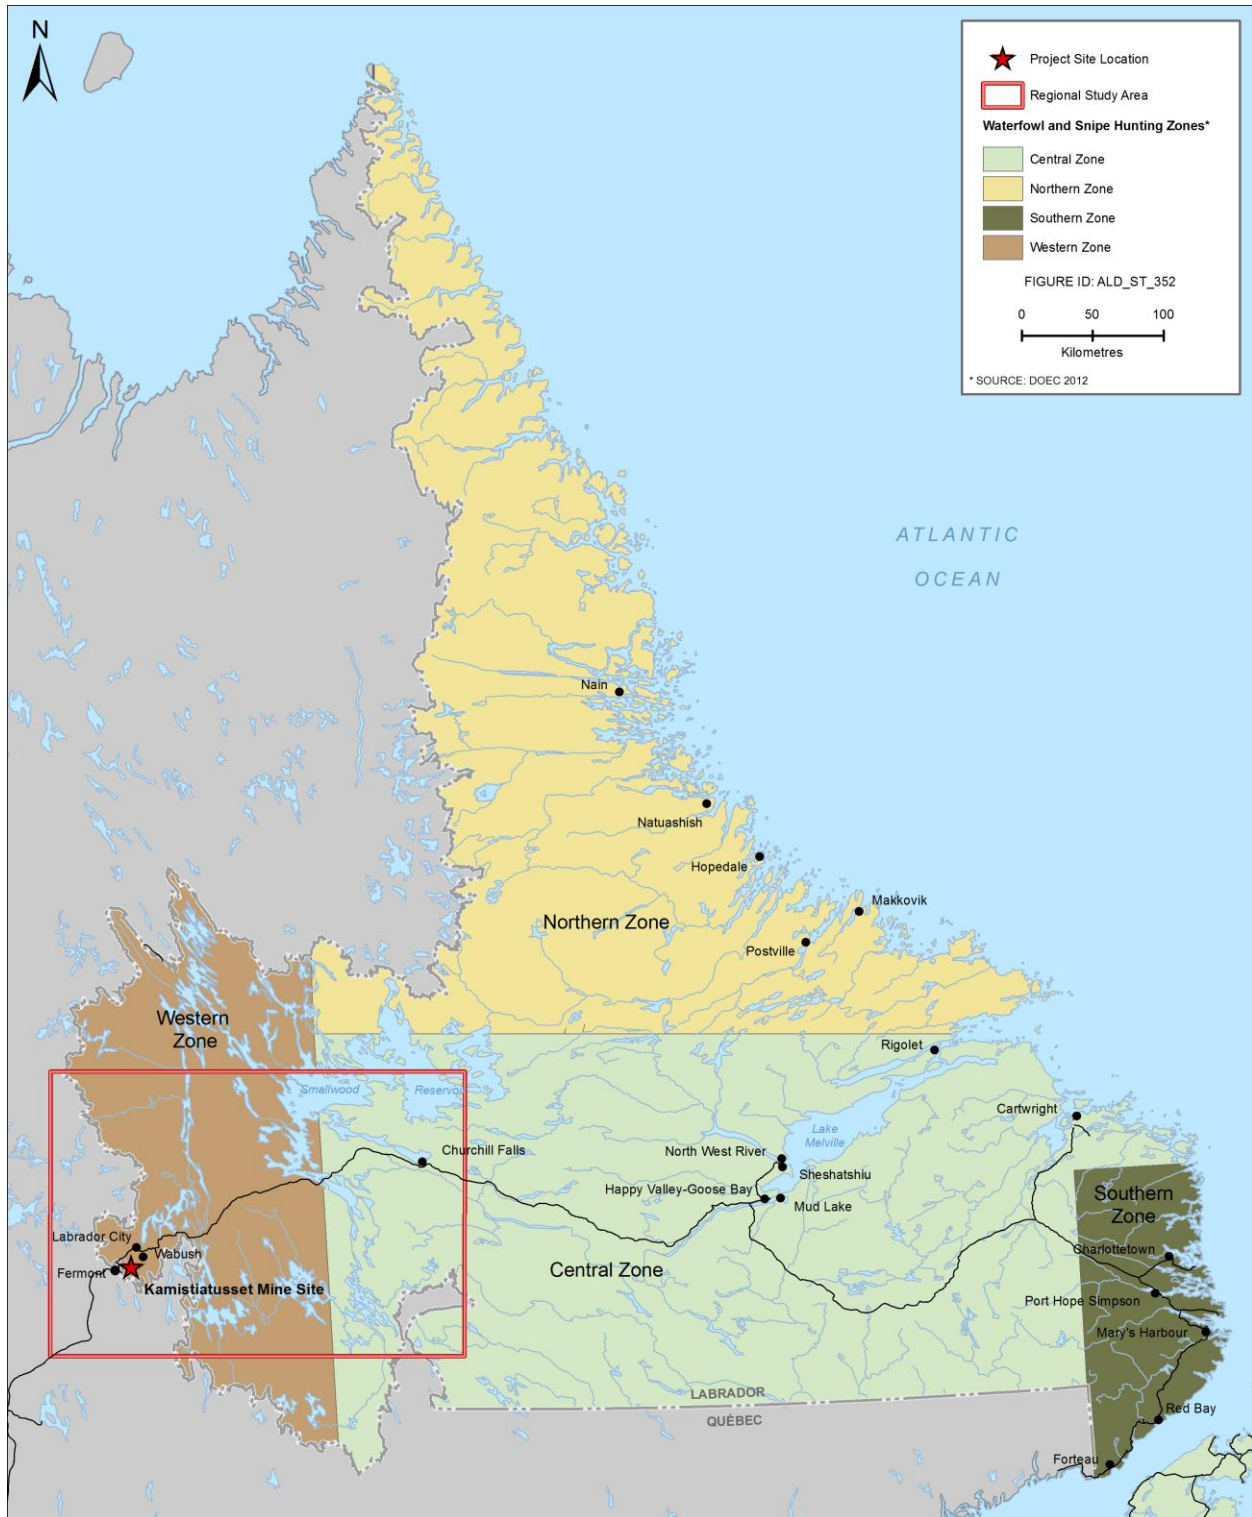 N
Project Site Location
Regional Study Area
Waterfowl and Snipe Hunting Zones*
Central Zone
Northern Zone
Southern Zone
Western Zone
FIGURE ID: ALD_ST_352
0 50 100
Kilometres
* SOURCE: DOEC 2012
ATLANTIC
OCEAN
Nain
Natuashish
Hopedale
Makkovik
Northern Zone
Postville
Western
Zone
Rigolet
Smallwood
Reservoir
Cartwright
Lake
Melville
Churchill Falls
North West River
Sheshatshiu
Happy Valley-Goose Bay
Mud Lake
Southern
Zone
Labrador City
Wabush
Charlottetown
Fermont
Central Zone
Kamistiatusset Mine Site
Port Hope Simpson
Mary's Harbour
LABRADOR
QUÉBEC
Red Bay
Forteau